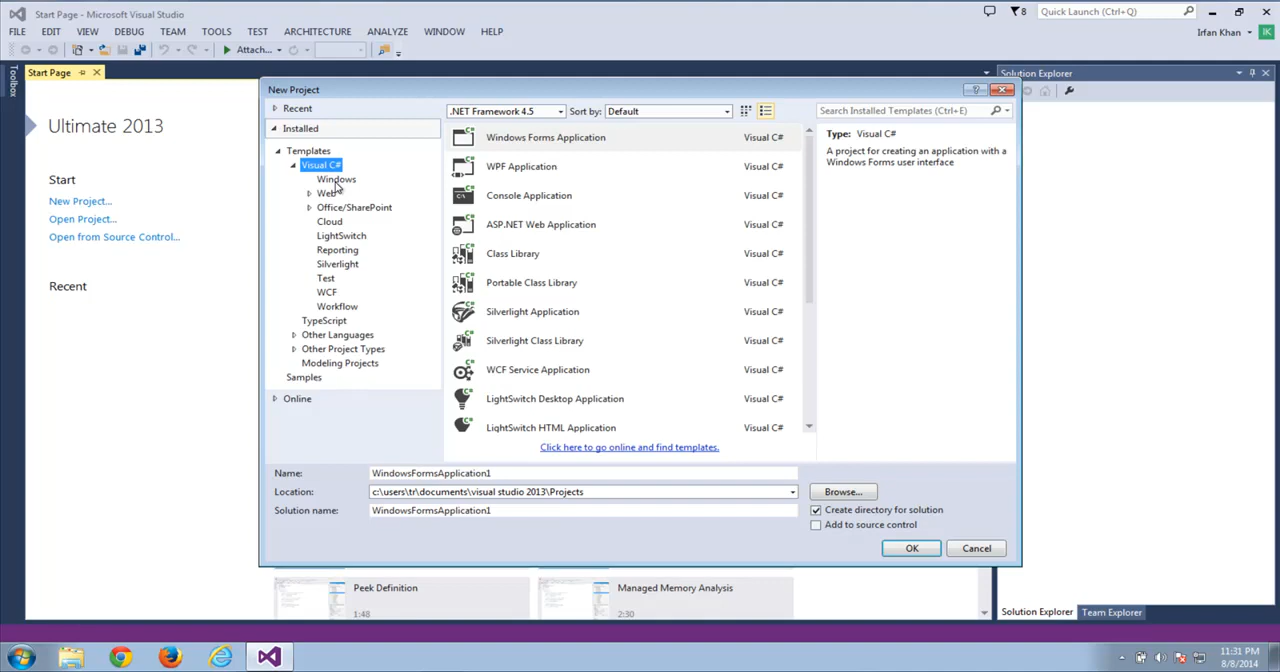 Start Page - Microsoft Visual Studio
8
Quick Launch (Ctrl+Q)
FILE EDIT VIEW DEBUG TEAM TOOLS TEST ARCHITECTURE ANALYZE WINDOW HELP
Irfan Khan
IK
Attach...
Toolbox
Start Page
Solution Explorer
Ultimate 2013
Start
New Project...
Open Project...
Open from Source Control...
Recent
New Project
Recent
Installed
Templates
Visual C#
Windows
Web
Office/SharePoint
Cloud
LightSwitch
Reporting
Silverlight
Test
WCF
Workflow
TypeScript
Other Languages
Other Project Types
Modeling Projects
Samples
Online
.NET Framework 4.5 Sort by: Default
Search Installed Templates (Ctrl+E)
Windows Forms Application Visual C#
WPF Application Visual C#
Console Application Visual C#
ASP.NET Web Application Visual C#
Class Library Visual C#
Portable Class Library Visual C#
Silverlight Application Visual C#
Silverlight Class Library Visual C#
WCF Service Application Visual C#
LightSwitch Desktop Application Visual C#
LightSwitch HTML Application Visual C#
Click here to go online and find templates.
Type: Visual C#
A project for creating an application with a
Windows Forms user interface
Name: WindowsFormsApplication1
Location: c:\users\tr\documents\visual studio 2013\Projects
Browse...
Solution name: WindowsFormsApplication1
Create directory for solution
Add to source control
OK Cancel
Peek Definition
1:48
Managed Memory Analysis
2:30
Solution Explorer Team Explorer
11:31 PM
8/8/2014